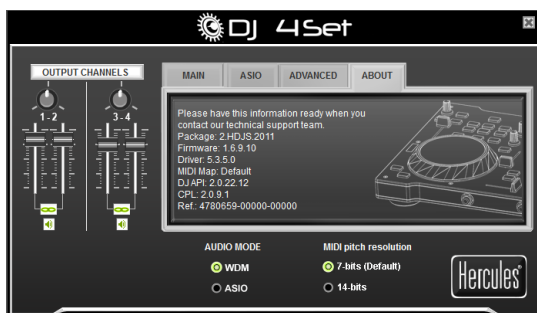 DJ 4Set
OUTPUT CHANNELS
1-2
3-4
MAIN
ASIO
ADVANCED
ABOUT
Please have this information ready when you
contact our technical support team.
Package: 2.HDJS.2011
Firmware: 1.6.9.10
Driver: 5.3.5.0
MIDI Map: Default
DJAPI: 2.0.22.12
CPL: 2.0.9.1
Ref.: 4780659-00000-00000
AUDIO MODE
WDM
ASIO
MIDI pitch resolution
7-bits (Default)
14-bits
Hercules